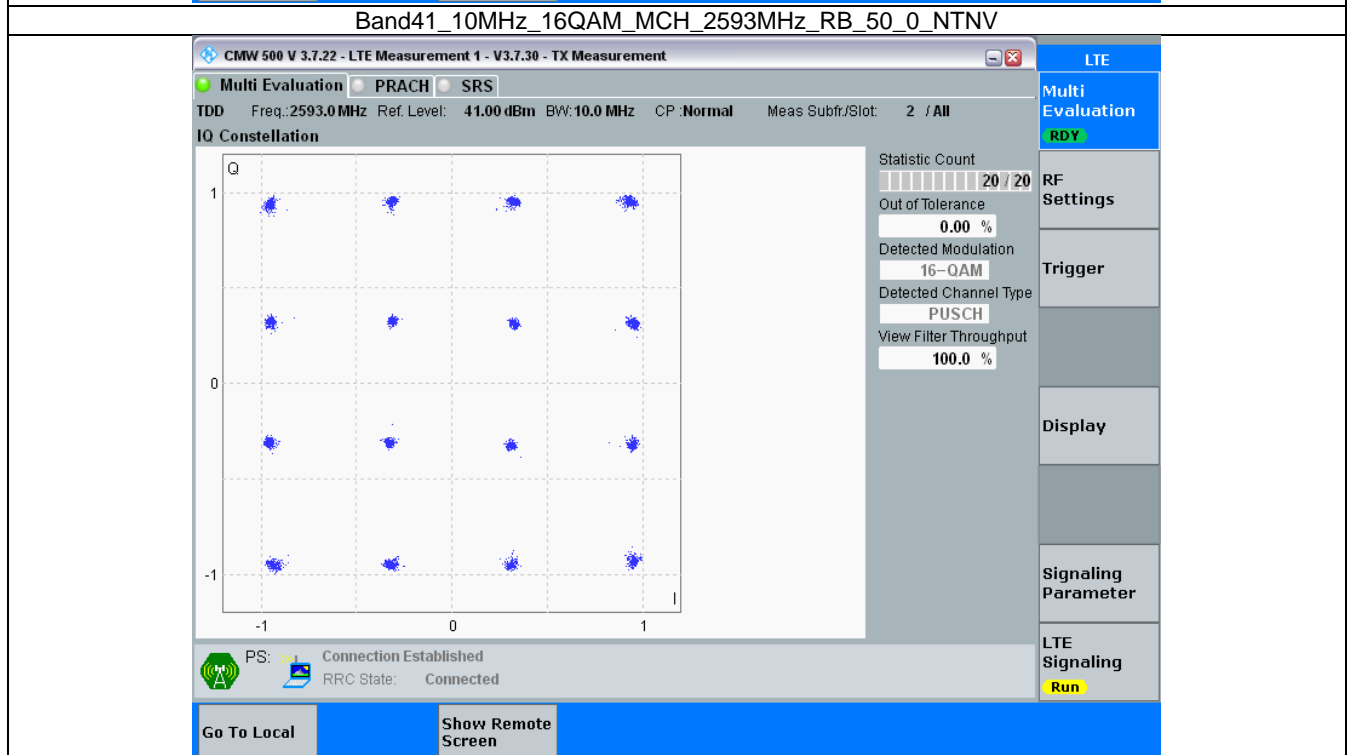 Band41_10MHz_16QAM_MCH_2593MHz_RB_50_0_NTNV
CMW 500 V 3.7.22 - LTE Measurement 1 - V3.7.30 - TX Measurement
LTE
Multi Evaluation PRACH SRS
TDD Freq.:2593.0 MHz Ref. Level: 41.00 dBm BW:10.0 MHz CP :Normal Meas Subfr./Slot: 2 / All
IQ Constellation
Q
1
0
-1
-1 0 1
I
Statistic Count
20 / 20
Out of Tolerance
0.00 %
Detected Modulation
16-QAM
Detected Channel Type
PUSCH
View Filter Throughput
100.0 %
Multi
Evaluation
RDY
RF
Settings
Trigger
Display
Signaling
Parameter
LTE
Signaling
Run
PS: Connection Established
RRC State: Connected
Go To Local
Show Remote
Screen